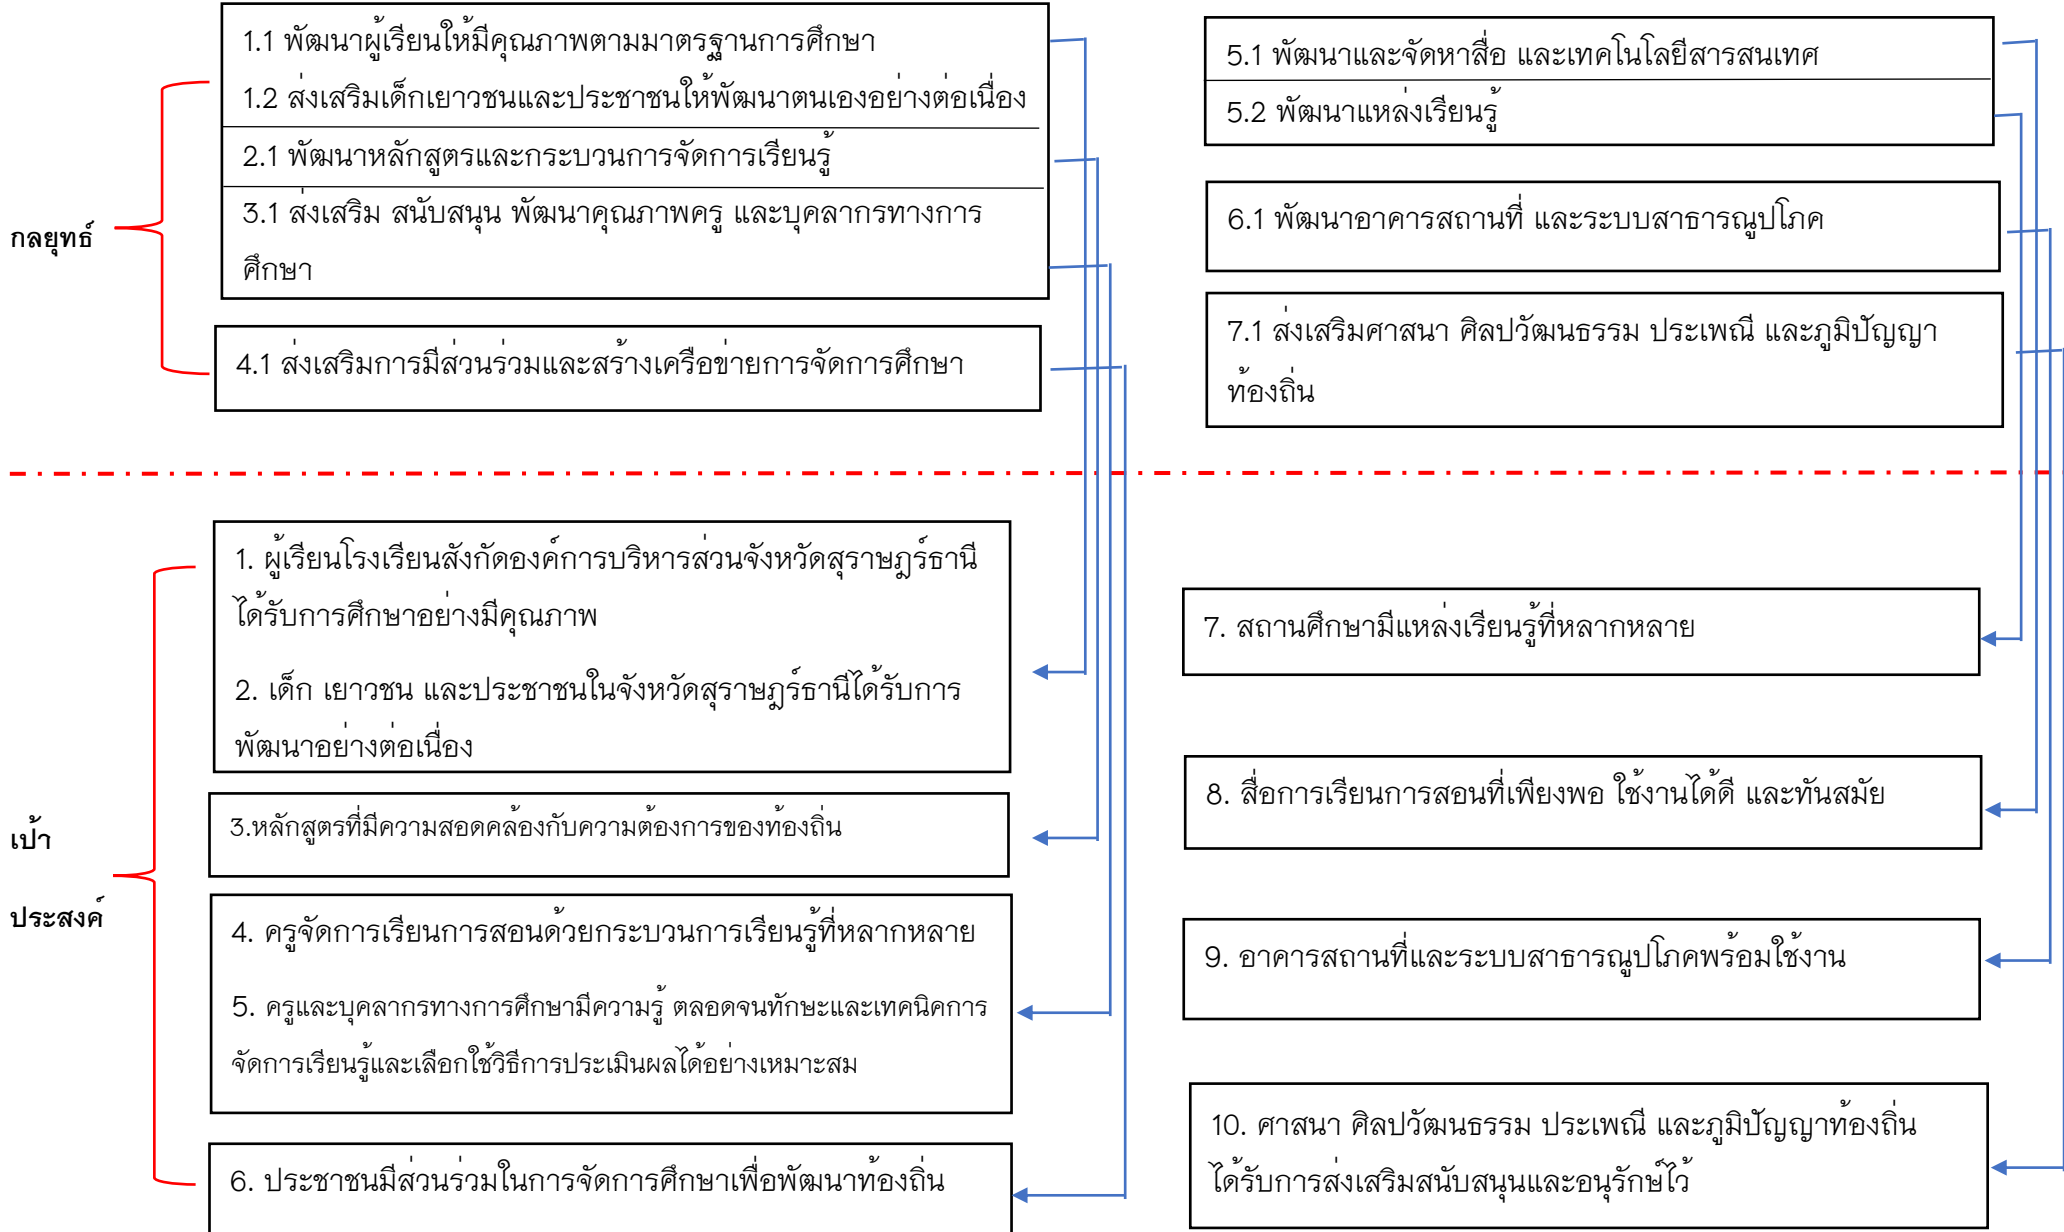 กลยุทธ์
1.1 พัฒนาผู้เรียนให้มีคุณภาพตามมาตรฐานการศึกษา
1.2 ส่งเสริมเด็กเยาวชนและประชาชนให้พัฒนาตนเองอย่างต่อเนื่อง
2.1 พัฒนาหลักสูตรและกระบวนการจัดการเรียนรู้
3.1 ส่งเสริม สนับสนุน พัฒนาคุณภาพครู และบุคลากรทางการ
ศึกษา
4.1 ส่งเสริมการมีส่วนร่วมและสร้างเครือข่ายการจัดการศึกษา
5.1 พัฒนาและจัดหาสื่อ และเทคโนโลยีสารสนเทศ
5.2 พัฒนาแหล่งเรียนรู้
6.1 พัฒนาอาคารสถานที่ และระบบสาธารณูปโภค
7.1 ส่งเสริมศาสนา ศิลปวัฒนธรรม ประเพณี และภูมิปัญญา
ท้องถิ่น
เป้า
ประสงค์
1. ผู้เรียนโรงเรียนสังกัดองค์การบริหารส่วนจังหวัดสุราษฎร์ธานี
ได้รับการศึกษาอย่างมีคุณภาพ
2. เด็ก เยาวชน และประชาชนในจังหวัดสุราษฎร์ธานีได้รับการ
พัฒนาอย่างต่อเนื่อง
3.หลักสูตรที่มีความสอดคล้องกับความต้องการของท้องถิ่น
4. ครูจัดการเรียนการสอนด้วยกระบวนการเรียนรู้ที่หลากหลาย
5. ครูและบุคลากรทางการศึกษามีความรู้ ตลอดจนทักษะและเทคนิคการ
จัดการเรียนรู้และเลือกใช้วิธีการประเมินผลได้อย่างเหมาะสม
6. ประชาชนมีส่วนร่วมในการจัดการศึกษาเพื่อพัฒนาท้องถิ่น
7. สถานศึกษามีแหล่งเรียนรู้ที่หลากหลาย
8. สื่อการเรียนการสอนที่เพียงพอ ใช้งานได้ดี และทันสมัย
9. อาคารสถานที่และระบบสาธารณูปโภคพร้อมใช้งาน
10. ศาสนา ศิลปวัฒนธรรม ประเพณี และภูมิปัญญาท้องถิ่น
ได้รับการส่งเสริมสนับสนุนและอนุรักษ์ไว้